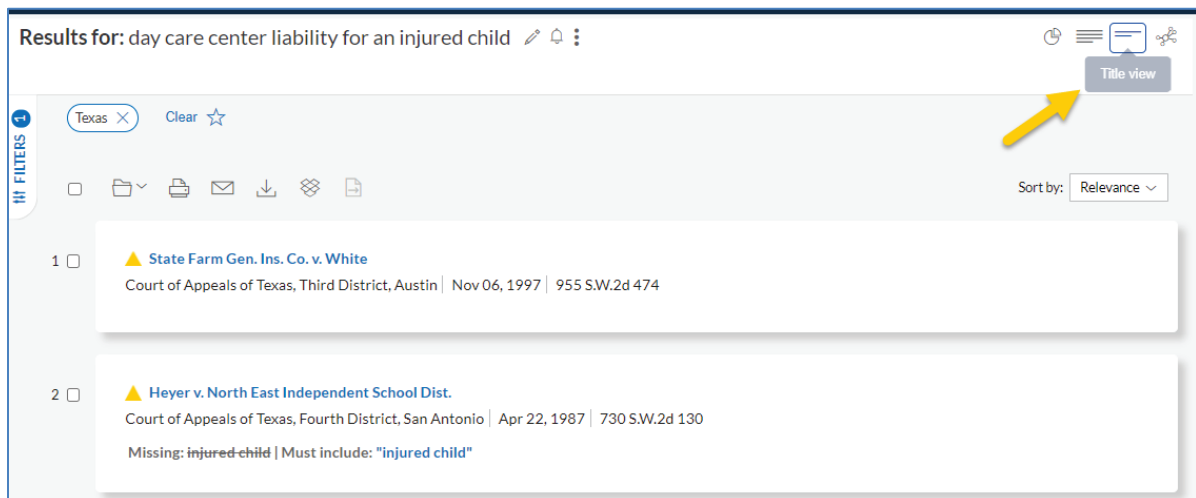 Results for: day care center liability for an injured child
Title view
FILTERS 1
Texas
Clear
Sort by: Relevance
1
State Farm Gen. Ins. Co. v. White
Court of Appeals of Texas, Third District, Austin | Nov 06, 1997 | 955 S.W.2d 474
2
Heyer v. North East Independent School Dist.
Court of Appeals of Texas, Fourth District, San Antonio | Apr 22, 1987 | 730 S.W.2d 130
Missing: injured child | Must include: "injured child"